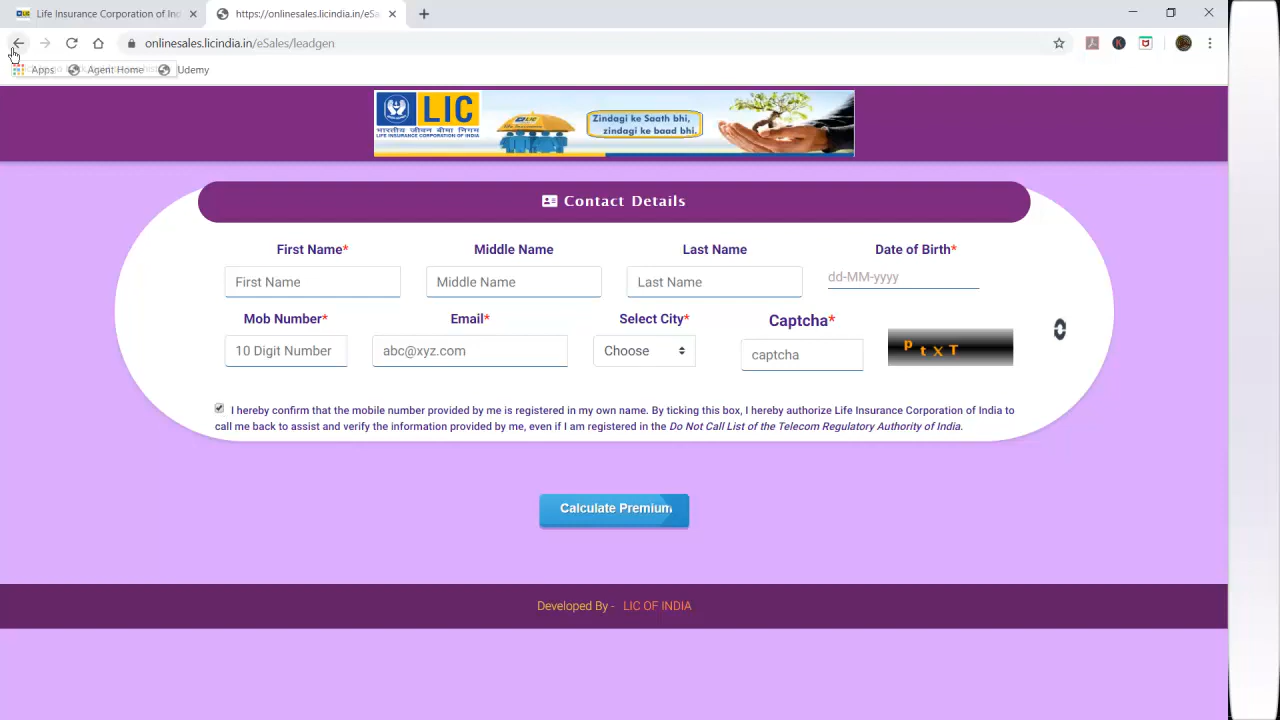 Life Insurance Corporation of Ind
https://onlinesales.licindia.in/eSa
onlinesales.licindia.in/eSales/leadgen
Apps
Agent Home
Udemy
LIC
भारतीय जीवन बीमा निगम
LIFE INSURANCE CORPORATION OF INDIA
Zindagi ke Saath bhi,
zindagi ke baad bhi.
Contact Details
First Name*
Middle Name
Last Name
Date of Birth*
First Name
Middle Name
Last Name
dd-MM-yyyy
Mob Number*
Email*
Select City*
Captcha*
10 Digit Number
abc@xyz.com
Choose
captcha
p t X T
I hereby confirm that the mobile number provided by me is registered in my own name. By ticking this box, I hereby authorize Life Insurance Corporation of India to
call me back to assist and verify the information provided by me, even if I am registered in the Do Not Call List of the Telecom Regulatory Authority of India.
Calculate Premium
Developed By - LIC OF INDIA